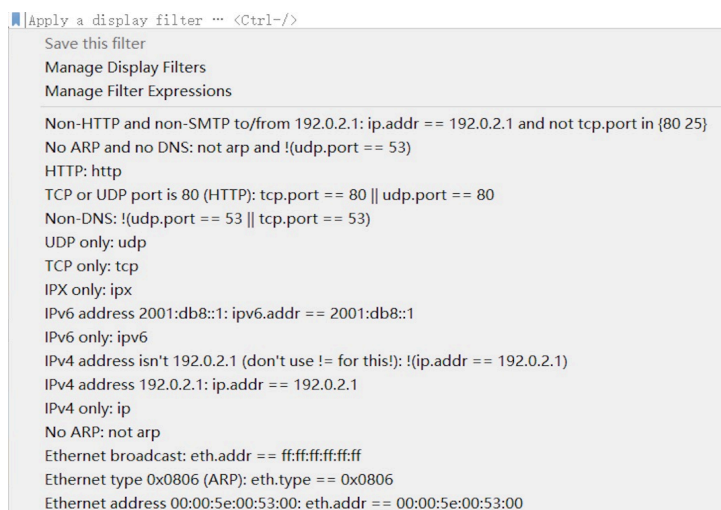 Apply a display filter … <Ctrl-/>
Save this filter
Manage Display Filters
Manage Filter Expressions
Non-HTTP and non-SMTP to/from 192.0.2.1: ip.addr == 192.0.2.1 and not tcp.port in {80 25}
No ARP and no DNS: not arp and !(udp.port == 53)
HTTP: http
TCP or UDP port is 80 (HTTP): tcp.port == 80 || udp.port == 80
Non-DNS: !(udp.port == 53 || tcp.port == 53)
UDP only: udp
TCP only: tcp
IPX only: ipx
IPv6 address 2001:db8::1: ipv6.addr == 2001:db8::1
IPv6 only: ipv6
IPv4 address isn't 192.0.2.1 (don't use != for this!): !(ip.addr == 192.0.2.1)
IPv4 address 192.0.2.1: ip.addr == 192.0.2.1
IPv4 only: ip
No ARP: not arp
Ethernet broadcast: eth.addr == ff:ff:ff:ff:ff:ff
Ethernet type 0x0806 (ARP): eth.type == 0x0806
Ethernet address 00:00:5e:00:53:00: eth.addr == 00:00:5e:00:53:00